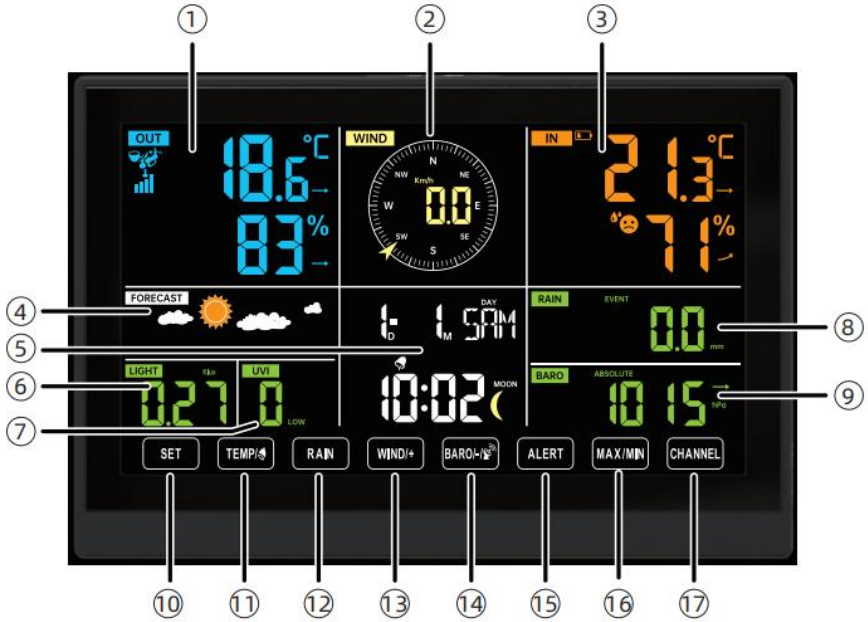 ① ② ③
OUT 18.6 °C
83 %
WIND
N
NW NE
Km/h
W 0.0 E
SW SE
S
IN 21.3 °C
71 %
④ FORECAST
⑤
DAY
1- 1 SAM
D M
10:02 MOON
RAIN EVENT
0.0 mm ⑧
⑥ LIGHT
0.27
⑦ UVI
0 LOW
BARO ABSOLUTE
1015 hPa ⑨
SET TEMP/ RAIN WIND/+ BARO/-/ ALERT MAX/MIN CHANNEL
⑩ ⑪ ⑫ ⑬ ⑭ ⑮ ⑯ ⑰